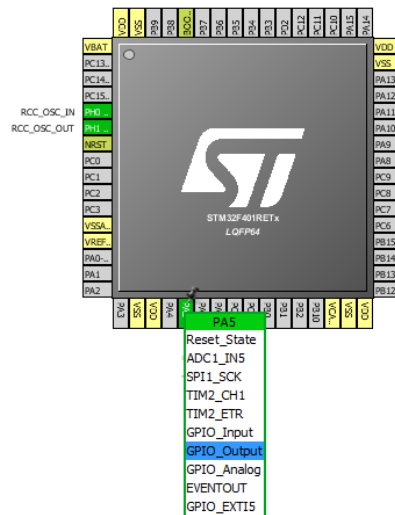 VDD
VSS
PB9
PB8
BOO..
PB7
PB6
PB5
PB4
PB3
PD2
PC12
PC11
PC10
PA15
PA14
VBAT
VDD
PC13..
VSS
PC14..
PA13
PC15..
PA12
RCC_OSC_IN
PH0 ..
PA11
RCC_OSC_OUT
PH1 ..
PA10
NRST
PA9
PC0
PA8
PC1
PC9
PC2
PC8
PC3
PC7
VSSA..
PC6
VREF..
PB15
PA0-..
PB14
PA1
PB13
PA2
PB12
ST
STM32F401RETx
LQFP64
PA3
VSS
VDD
PA4
PB1
PB2
PB10
VCA..
VSS
VDD
PA5
Reset_State
ADC1_IN5
SPI1_SCK
TIM2_CH1
TIM2_ETR
GPIO_Input
GPIO_Output
GPIO_Analog
EVENTOUT
GPIO_EXTI5